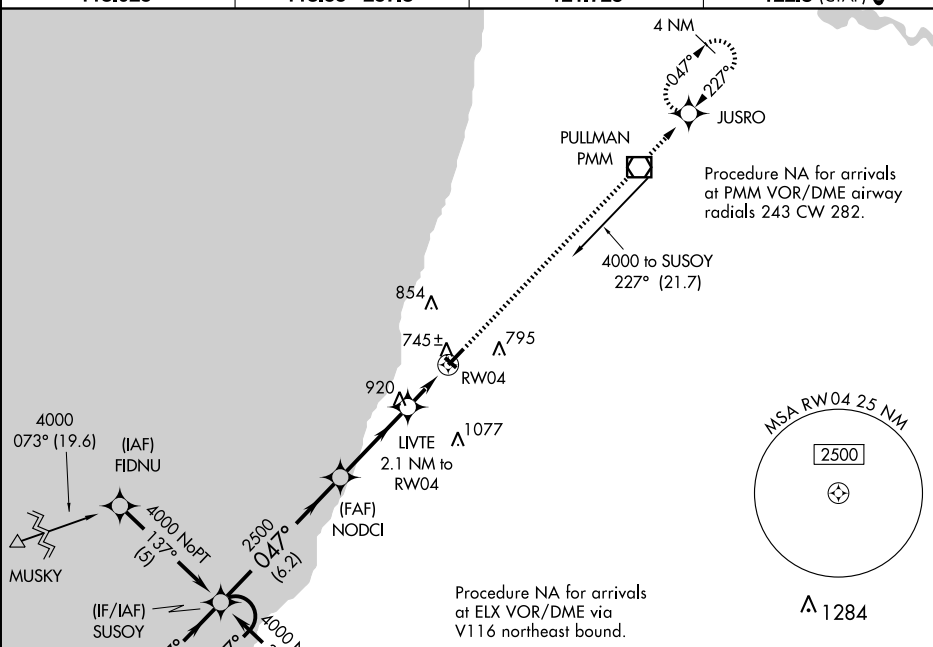 4 NM
047°
227°
JUSRO
PULLMAN
PMM
Procedure NA for arrivals
at PMM VOR/DME airway
radials 243 CW 282.
4000 to SUSOY
227° (21.7)
854
745±
795
RW04
920
LIVTE
2.1 NM to
RW04
1077
MSA RW04 25 NM
2500
4000
073° (19.6)
(IAF)
FIDNU
4000 NoPT
137°
(5)
(FAF)
NODCI
2500
047°
(6.2)
MUSKY
(IF/IAF)
SUSOY
Procedure NA for arrivals
at ELX VOR/DME via
V116 northeast bound.
1284